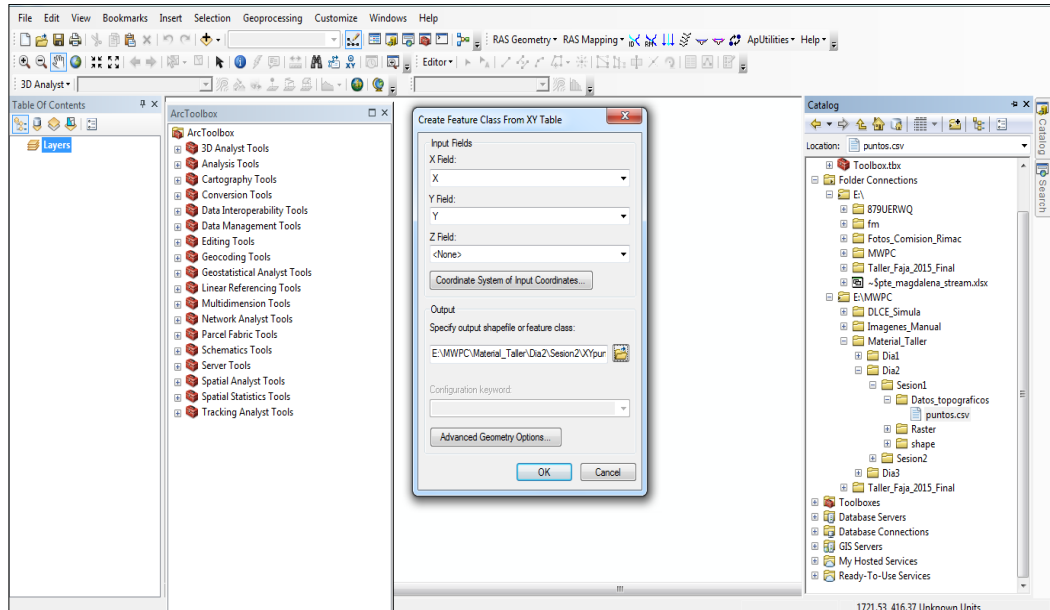 File Edit View Bookmarks Insert Selection Geoprocessing Customize Windows Help
RAS Geometry RAS Mapping ApUtilities Help
Editor
3D Analyst
Table Of Contents
Layers
ArcToolbox
ArcToolbox
3D Analyst Tools
Analysis Tools
Cartography Tools
Conversion Tools
Data Interoperability Tools
Data Management Tools
Editing Tools
Geocoding Tools
Geostatistical Analyst Tools
Linear Referencing Tools
Multidimension Tools
Network Analyst Tools
Parcel Fabric Tools
Schematics Tools
Server Tools
Spatial Analyst Tools
Spatial Statistics Tools
Tracking Analyst Tools
Create Feature Class From XY Table
Input Fields
X Field:
X
Y Field:
Y
Z Field:
<None>
Coordinate System of Input Coordinates...
Output
Specify output shapefile or feature class:
E:\MWPC\Material_Taller\Dia2\Sesion2\XYpur
Configuration keyword:
Advanced Geometry Options...
OK Cancel
Catalog
Location: puntos.csv
Toolbox.tbx
Folder Connections
E:\
879UERWQ
fm
Fotos_Comision_Rimac
MWPC
Taller_Faja_2015_Final
~$pte_magdalena_stream.xlsx
E:\MWPC
DLCE_Simula
Imagenes_Manual
Material_Taller
Dia1
Dia2
Sesion1
Datos_topograficos
puntos.csv
Raster
shape
Sesion2
Dia3
Taller_Faja_2015_Final
Toolboxes
Database Servers
Database Connections
GIS Servers
My Hosted Services
Ready-To-Use Services
Catalog
Search
1721.53 416.37 Unknown Units